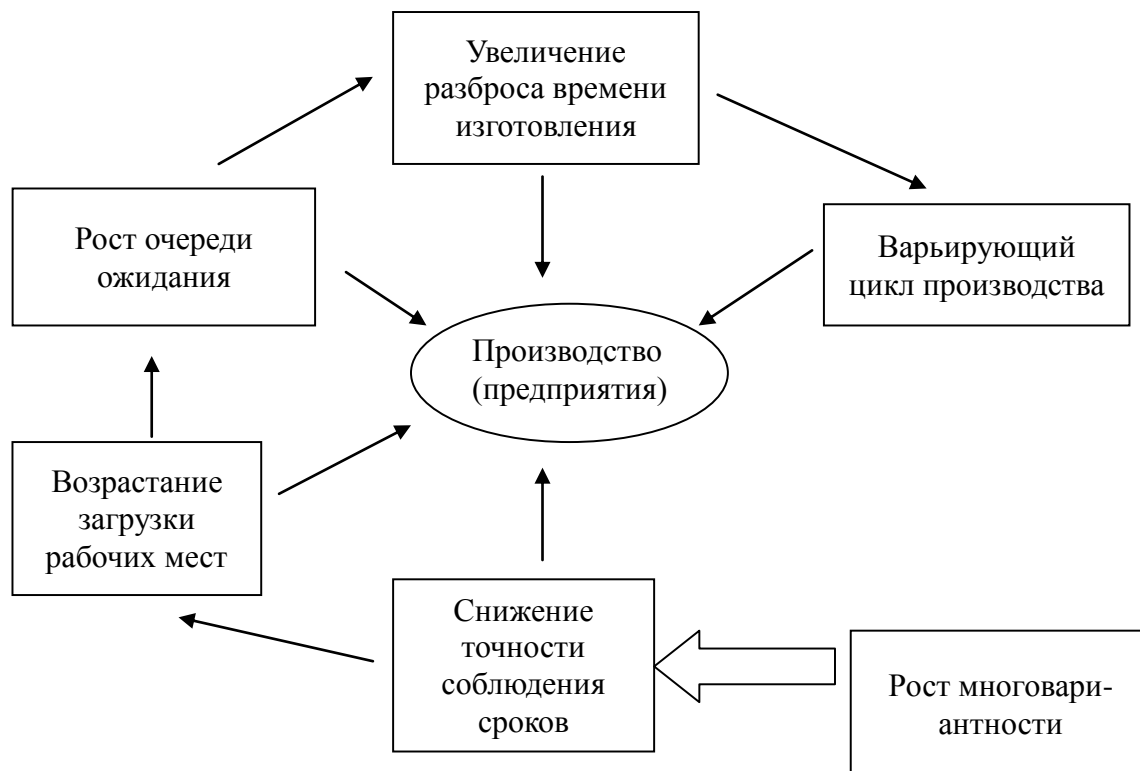 Увеличение
разброса времени
изготовления
Рост очереди
ожидания
Варьирующий
цикл производства
Производство
(предприятия)
Возрастание
загрузки
рабочих мест
Снижение
точности
соблюдения
сроков
Рост многовари-
антности